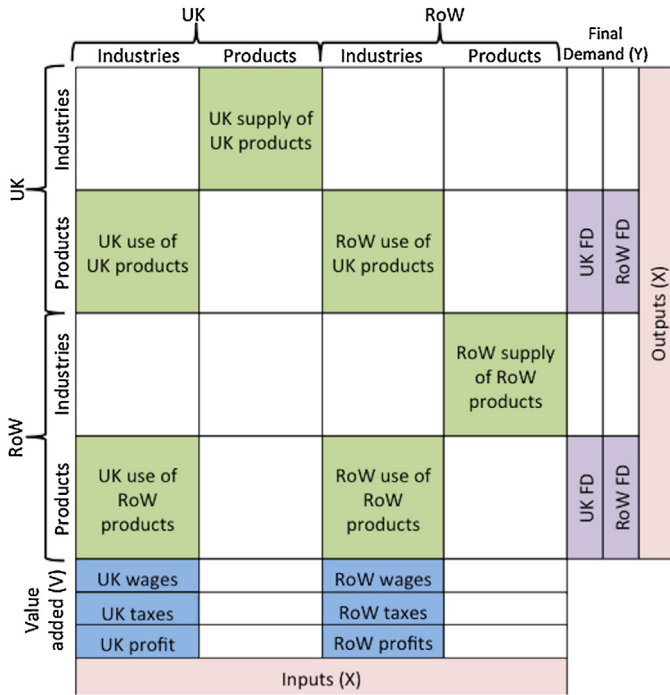 UK
RoW
Industries
Products
Industries
Products
Final
Demand (Y)
UK
Industries
UK supply of
UK products
Products
UK use of
UK products
RoW use of
UK products
UK FD
RoW FD
Outputs (X)
RoW
Industries
RoW supply
of RoW
products
Products
UK use of
RoW
products
RoW use of
RoW
products
UK FD
RoW FD
Value
added (V)
UK wages
RoW wages
UK taxes
RoW taxes
UK profit
RoW profits
Inputs (X)